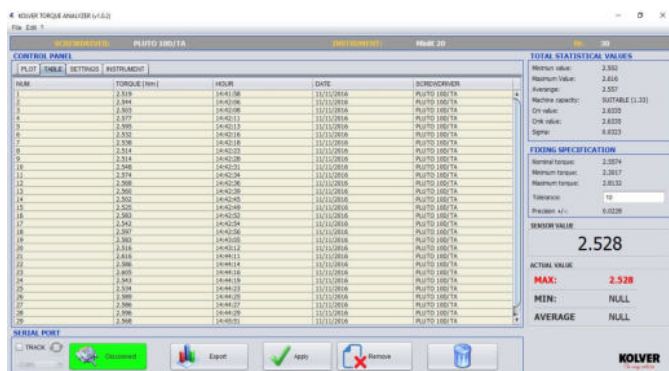 KOLVER TORQUE ANALYZER (v1.0.2)
File Edit ?
SCREWDRIVER: PLUTO 10D/TA INSTRUMENT: MiniK 20 Nr. 30
CONTROL PANEL
PLOT TABLE SETTINGS INSTRUMENT
NUM TORQUE [Nm] HOUR DATE SCREWDRIVER
1 2.519 14:41:58 11/11/2016 PLUTO 10D/TA
2 2.544 14:42:06 11/11/2016 PLUTO 10D/TA
3 2.503 14:42:08 11/11/2016 PLUTO 10D/TA
4 2.577 14:42:11 11/11/2016 PLUTO 10D/TA
5 2.595 14:42:13 11/11/2016 PLUTO 10D/TA
6 2.532 14:42:16 11/11/2016 PLUTO 10D/TA
7 2.538 14:42:18 11/11/2016 PLUTO 10D/TA
8 2.514 14:42:23 11/11/2016 PLUTO 10D/TA
9 2.514 14:42:28 11/11/2016 PLUTO 10D/TA
10 2.546 14:42:31 11/11/2016 PLUTO 10D/TA
11 2.574 14:42:34 11/11/2016 PLUTO 10D/TA
12 2.568 14:42:36 11/11/2016 PLUTO 10D/TA
13 2.560 14:42:39 11/11/2016 PLUTO 10D/TA
14 2.502 14:42:45 11/11/2016 PLUTO 10D/TA
15 2.525 14:42:49 11/11/2016 PLUTO 10D/TA
16 2.583 14:42:52 11/11/2016 PLUTO 10D/TA
17 2.542 14:42:54 11/11/2016 PLUTO 10D/TA
18 2.597 14:42:56 11/11/2016 PLUTO 10D/TA
19 2.583 14:43:05 11/11/2016 PLUTO 10D/TA
20 2.516 14:43:12 11/11/2016 PLUTO 10D/TA
21 2.616 14:44:11 11/11/2016 PLUTO 10D/TA
22 2.586 14:44:14 11/11/2016 PLUTO 10D/TA
23 2.605 14:44:16 11/11/2016 PLUTO 10D/TA
24 2.543 14:44:19 11/11/2016 PLUTO 10D/TA
25 2.534 14:44:23 11/11/2016 PLUTO 10D/TA
26 2.589 14:44:25 11/11/2016 PLUTO 10D/TA
27 2.586 14:44:27 11/11/2016 PLUTO 10D/TA
28 2.596 14:44:29 11/11/2016 PLUTO 10D/TA
29 2.568 14:45:51 11/11/2016 PLUTO 10D/TA
SERIAL PORT
TRACK
Disconnect Export Apply Remove
TOTAL STATISTICAL VALUES
Minimun value: 2.502
Maximum Value: 2.616
Average: 2.557
Machine capacity: SUITABLE [1.33]
Cm value: 2.6335
Cmk value: 2.6335
Sigma: 0.0323
FIXING SPECIFICATION
Nominal torque: 2.5574
Minimum torque: 2.3017
Maximum torque: 2.8132
Tolerance: 10
Precision +/-: 0.0228
SENSOR VALUE
2.528
ACTUAL VALUE
MAX: 2.528
MIN: NULL
AVERAGE NULL
KOLVER